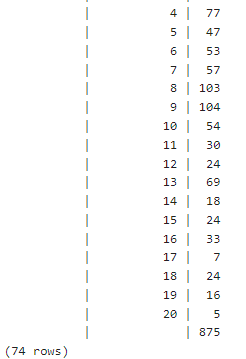 | 4 | 77
| 5 | 47
| 6 | 53
| 7 | 57
| 8 | 103
| 9 | 104
| 10 | 54
| 11 | 30
| 12 | 24
| 13 | 69
| 14 | 18
| 15 | 24
| 16 | 33
| 17 | 7
| 18 | 24
| 19 | 16
| 20 | 5
| | 875
(74 rows)